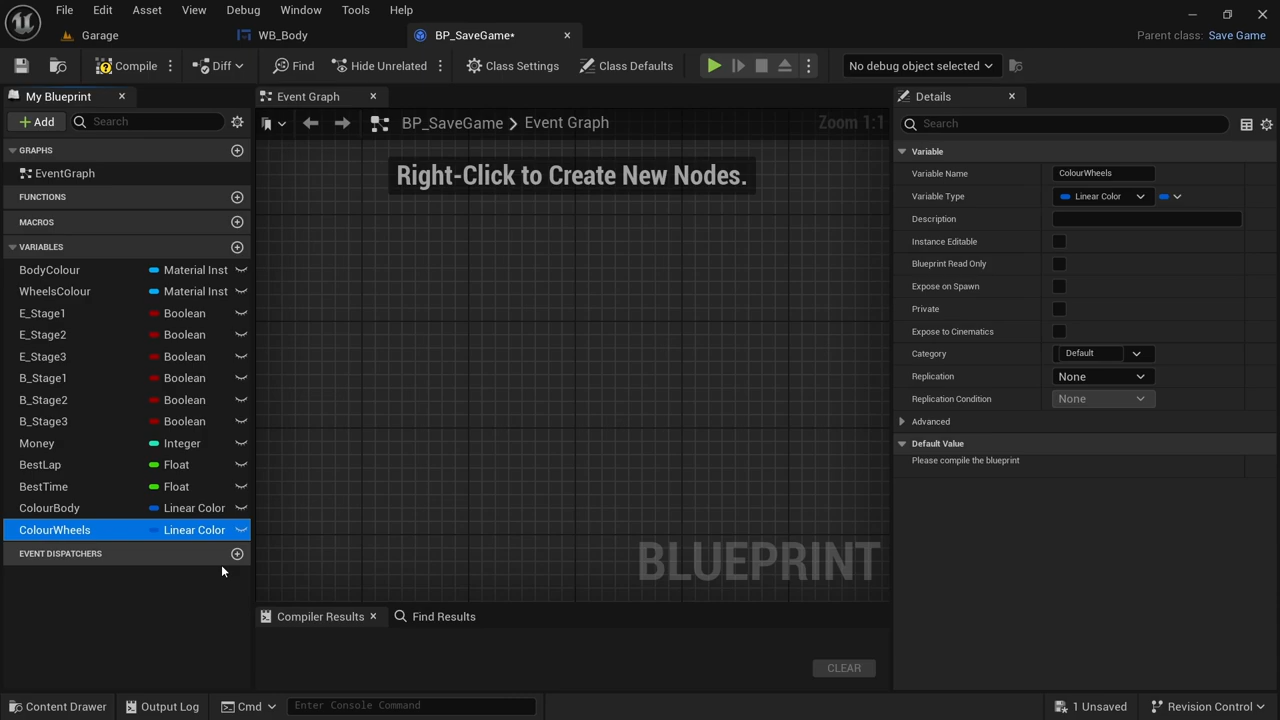 File Edit Asset View Debug Window Tools Help
Garage WB_Body BP_SaveGame* Parent class: Save Game
Compile Diff Find Hide Unrelated Class Settings Class Defaults No debug object selected
My Blueprint Event Graph Details
Add Search BP_SaveGame Event Graph Zoom 1:1 Search
GRAPHS
EventGraph
FUNCTIONS
MACROS
VARIABLES
BodyColour Material Inst
WheelsColour Material Inst
E_Stage1 Boolean
E_Stage2 Boolean
E_Stage3 Boolean
B_Stage1 Boolean
B_Stage2 Boolean
B_Stage3 Boolean
Money Integer
BestLap Float
BestTime Float
ColourBody Linear Color
ColourWheels Linear Color
EVENT DISPATCHERS
Right-Click to Create New Nodes.
BLUEPRINT
Compiler Results Find Results
CLEAR
Variable
Variable Name ColourWheels
Variable Type Linear Color
Description
Instance Editable
Blueprint Read Only
Expose on Spawn
Private
Expose to Cinematics
Category Default
Replication None
Replication Condition None
Advanced
Default Value
Please compile the blueprint
Content Drawer Output Log Cmd Enter Console Command 1 Unsaved Revision Control